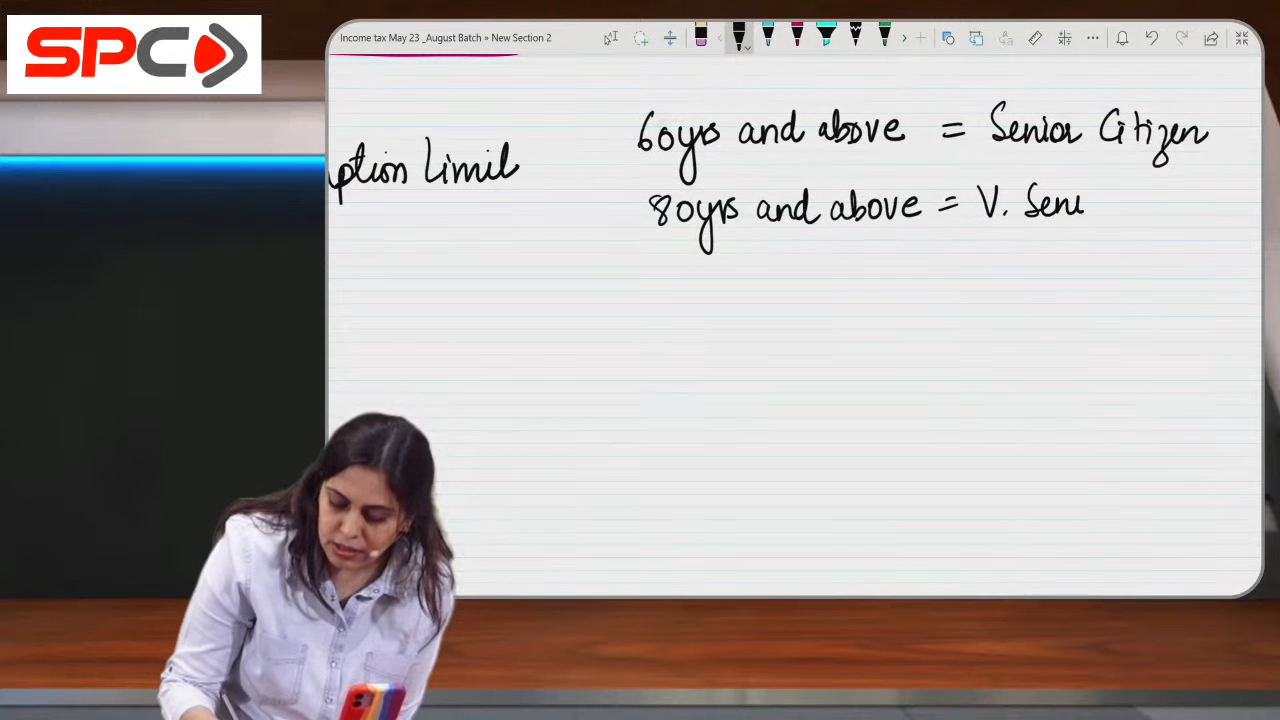 SPC
Income tax May 23 _August Batch » New Section 2
ption Limit
60yrs and above = Senior Citizen
80yrs and above = V. Seni